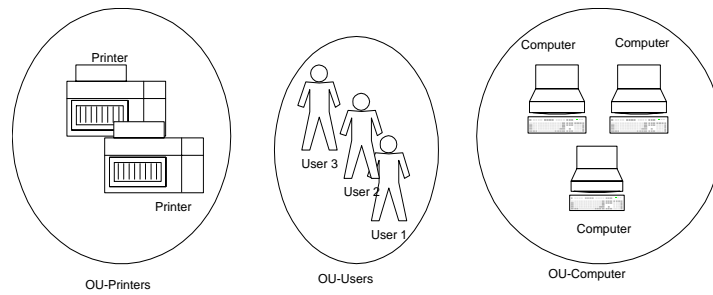 Printer
Printer
OU-Printers
User 3
User 2
User 1
OU-Users
Computer
Computer
Computer
OU-Computer